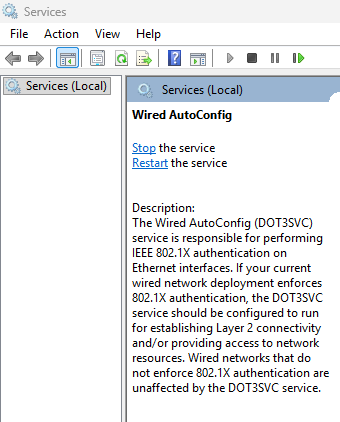 Services
File Action View Help
Services (Local)
Services (Local)
Wired AutoConfig
Stop the service
Restart the service
Description:
The Wired AutoConfig (DOT3SVC)
service is responsible for performing
IEEE 802.1X authentication on
Ethernet interfaces. If your current
wired network deployment enforces
802.1X authentication, the DOT3SVC
service should be configured to run
for establishing Layer 2 connectivity
and/or providing access to network
resources. Wired networks that do
not enforce 802.1X authentication are
unaffected by the DOT3SVC service.